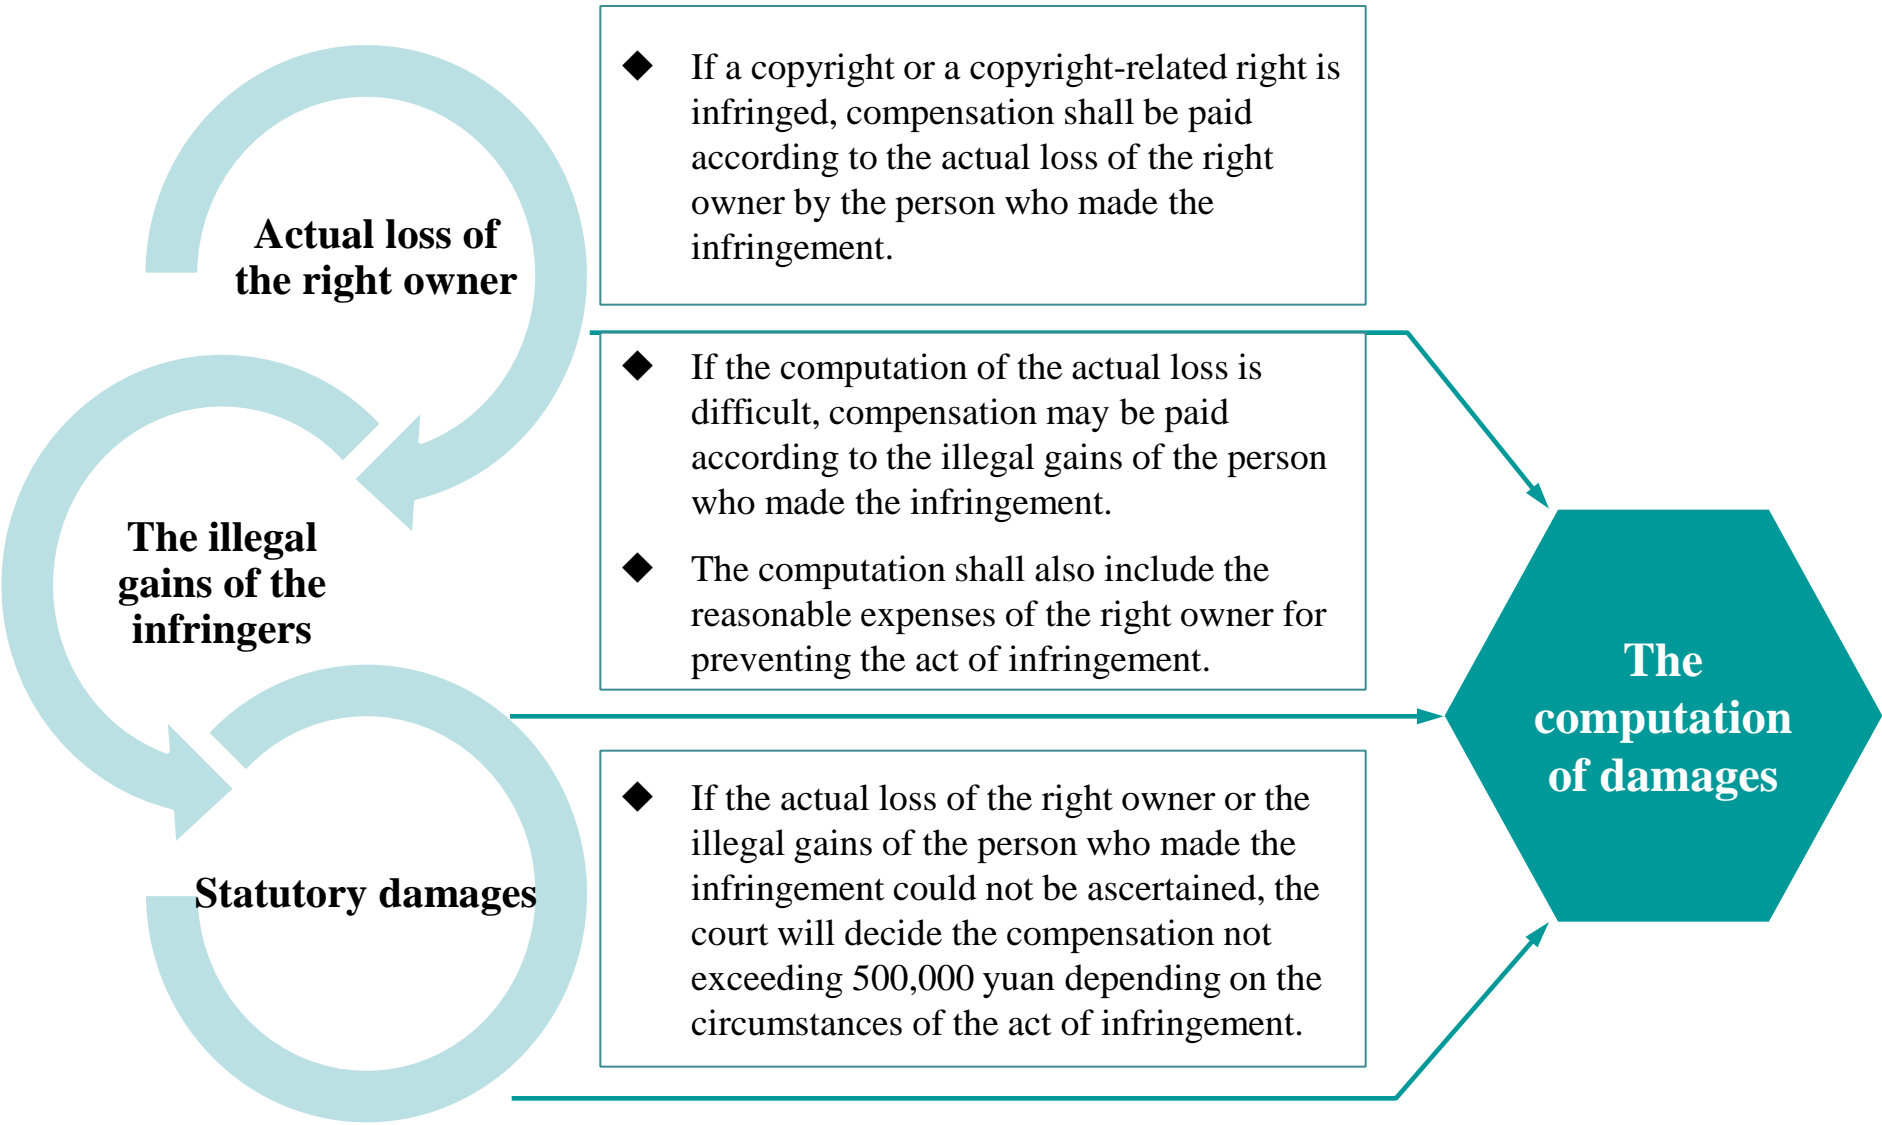 Actual loss of
the right owner
◆ If a copyright or a copyright-related right is
infringed, compensation shall be paid
according to the actual loss of the right
owner by the person who made the
infringement.
The illegal
gains of the
infringers
◆ If the computation of the actual loss is
difficult, compensation may be paid
according to the illegal gains of the person
who made the infringement.
◆ The computation shall also include the
reasonable expenses of the right owner for
preventing the act of infringement.
Statutory damages
◆ If the actual loss of the right owner or the
illegal gains of the person who made the
infringement could not be ascertained, the
court will decide the compensation not
exceeding 500,000 yuan depending on the
circumstances of the act of infringement.
The
computation
of damages